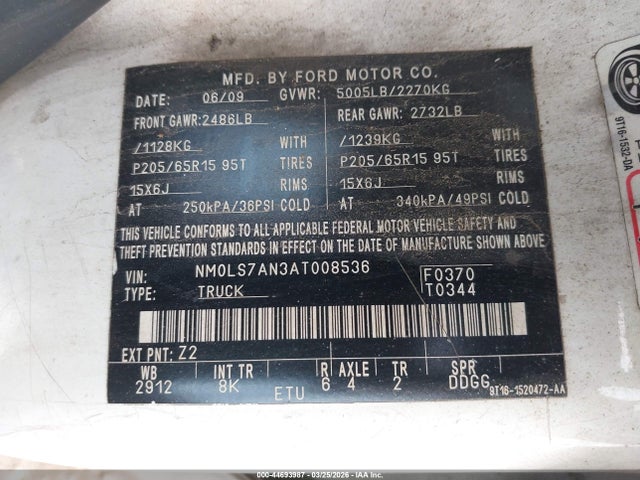 MFD. BY FORD MOTOR CO.
DATE: 06/09 GVWR: 5005LB/2270KG
FRONT GAWR: 2486LB REAR GAWR: 2732LB
/1128KG WITH /1239KG WITH
P205/65R15 95T TIRES P205/65R15 95T TIRES
15X6J RIMS 15X6J RIMS
AT 250kPA/36PSI COLD AT 340kPA/49PSI COLD
THIS VEHICLE CONFORMS TO ALL APPLICABLE FEDERAL MOTOR VEHICLE SAFETY AND
THEFT PREVENTION STANDARDS IN EFFECT ON THE DATE OF MANUFACTURE
SHOWN ABOVE.
VIN: NM0LS7AN3AT008536 F0370
TYPE: TRUCK T0344
EXT PNT: Z2
WB INT TR R AXLE TR SPR
2912 8K 6 4 2 DDGG
ETU
9T16-1520472-AA
9T16-1532-DA
000-44693987 - 03/25/2026 - IAA Inc.